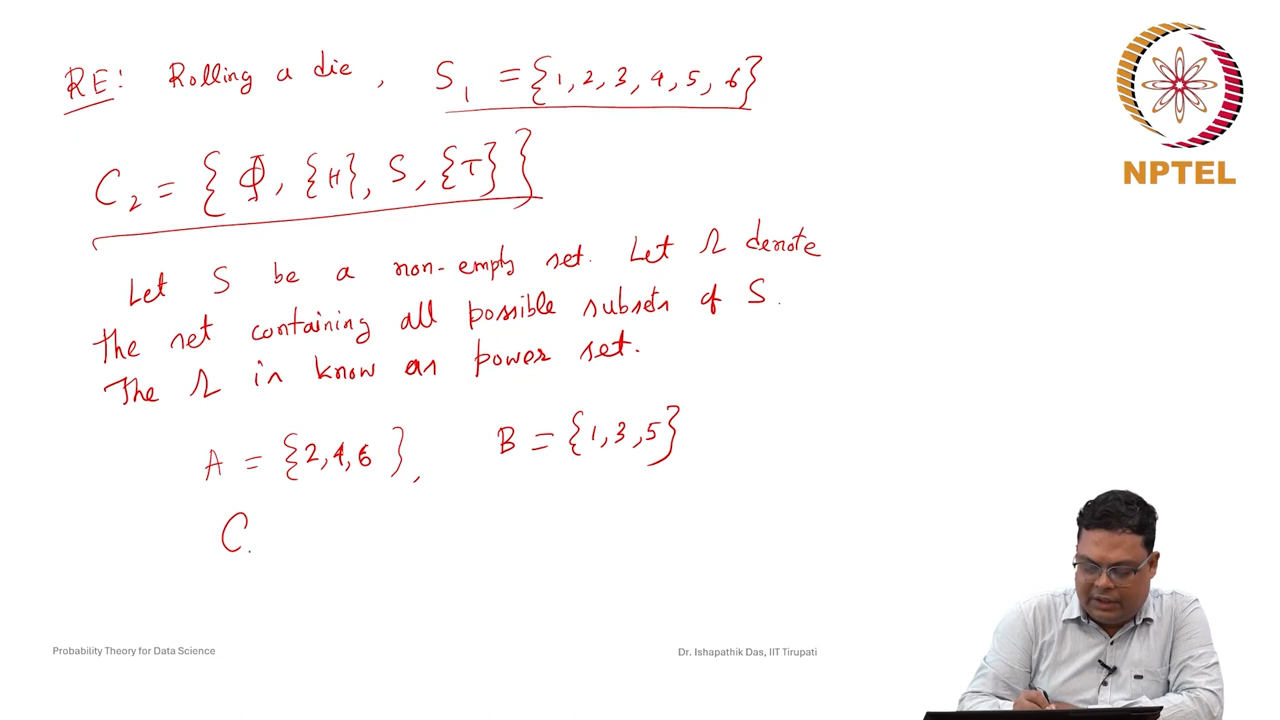 RE: Rolling a die, S₁ = {1, 2, 3, 4, 5, 6}
NPTEL
C₂ = { Φ, {H}, S, {T} }
Let S be a non-empty set. Let Ω denote
the set containing all possible subsets of S.
The Ω is know as power set.
A = {2, 4, 6 }, B = {1, 3, 5}
C
Probability Theory for Data Science
Dr. Ishapathik Das, IIT Tirupati